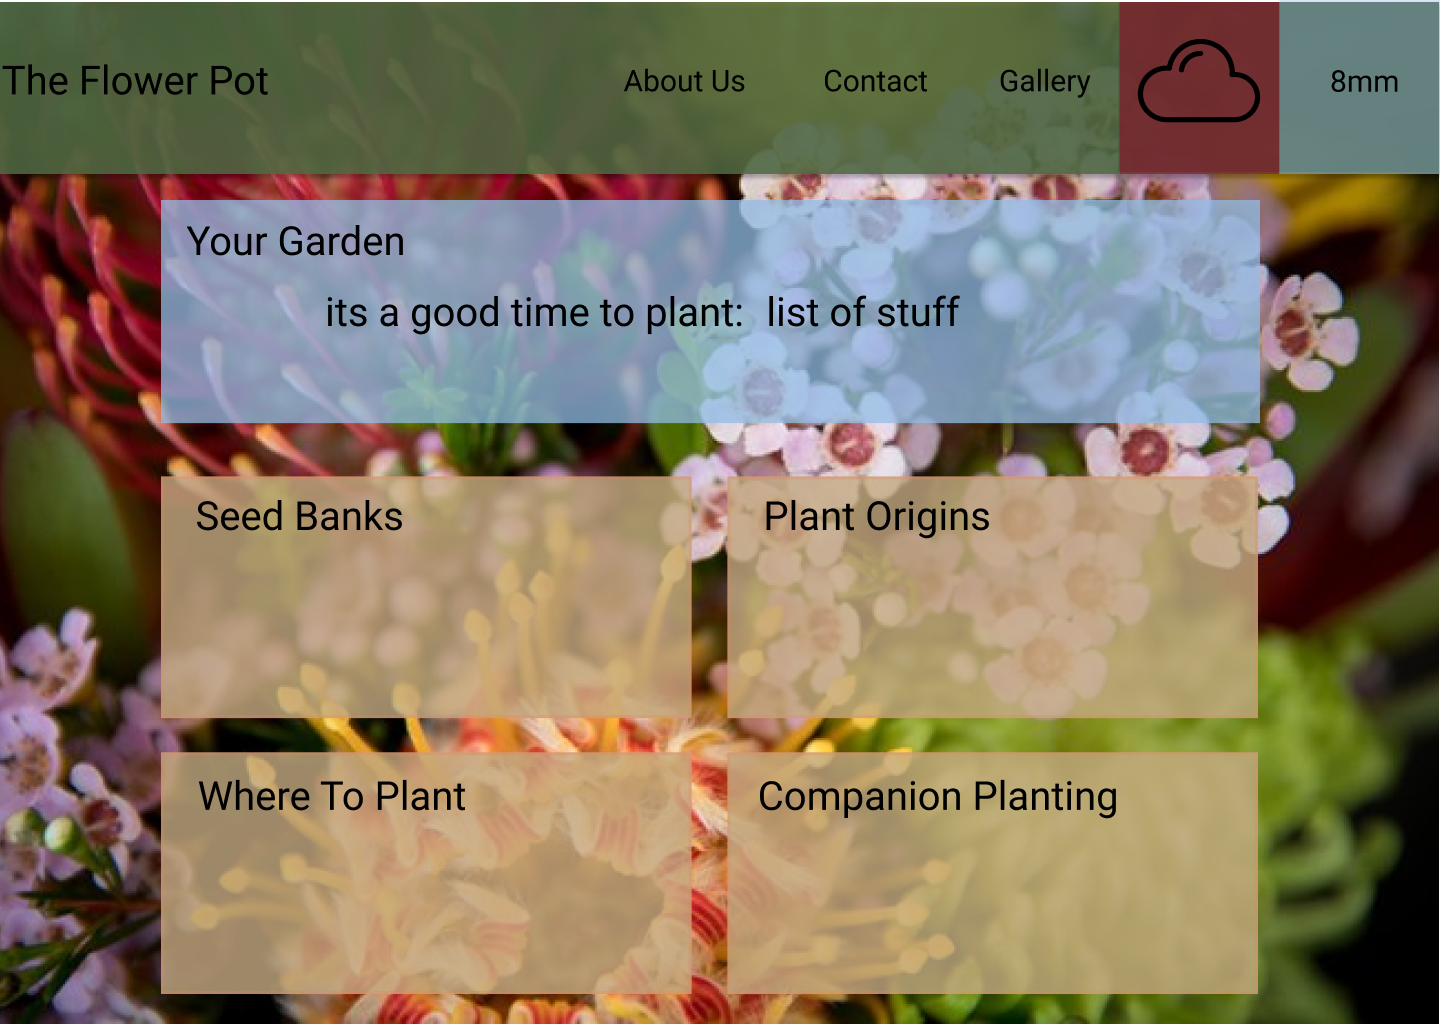 The Flower Pot About Us Contact Gallery 8mm
Your Garden
its a good time to plant: list of stuff
Seed Banks Plant Origins
Where To Plant Companion Planting